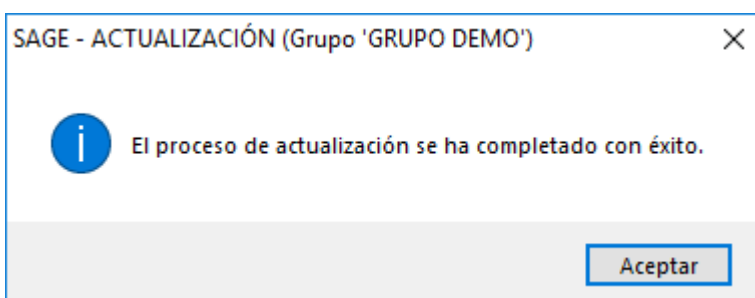 SAGE - ACTUALIZACIÓN (Grupo 'GRUPO DEMO')
El proceso de actualización se ha completado con éxito.
Aceptar